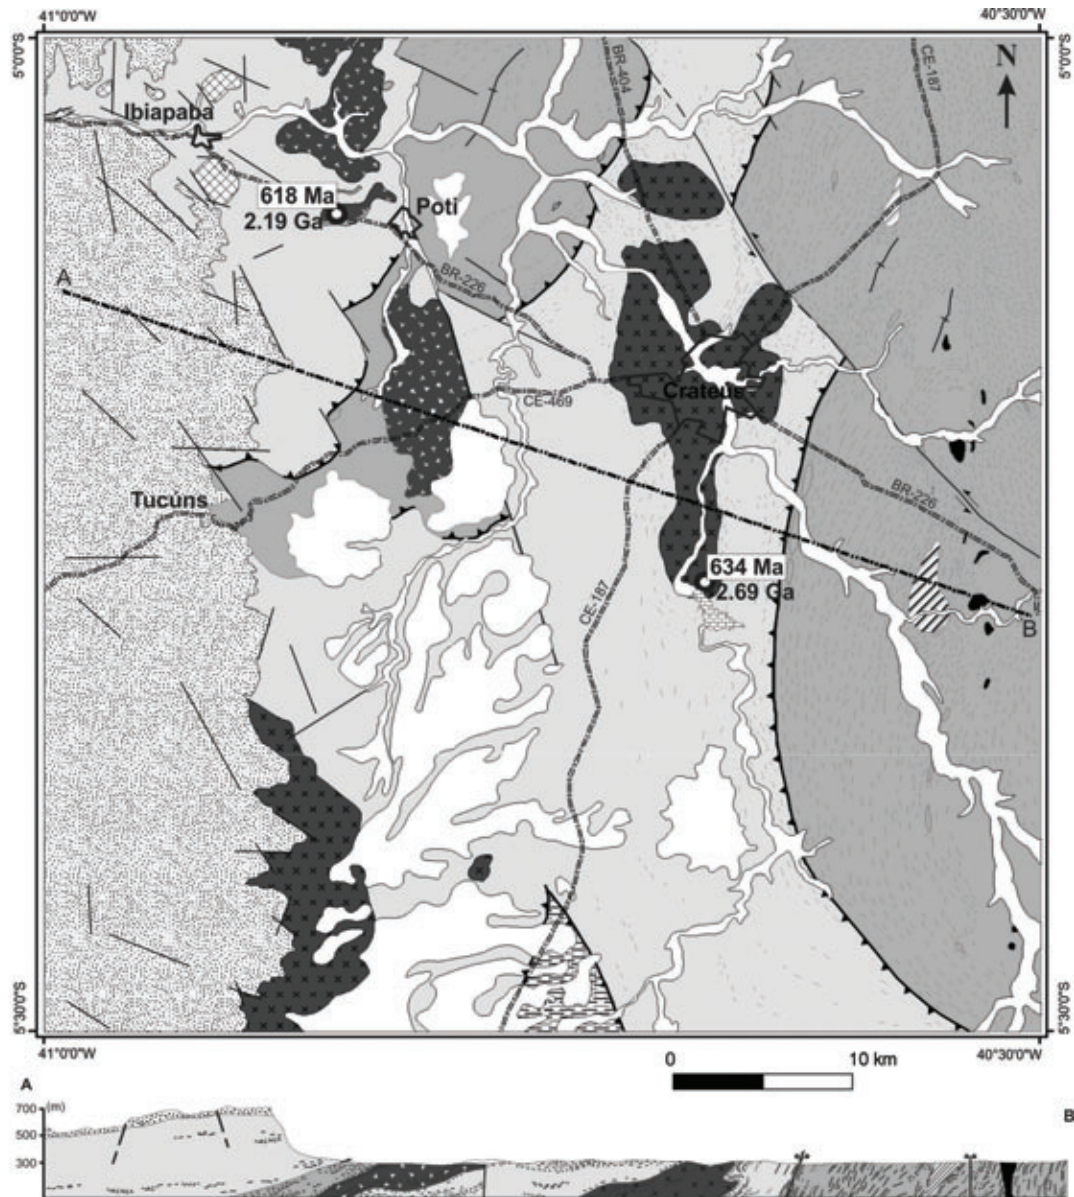 41°0'0"W
40°30'0"W
5°0'0"S
5°0'0"S
N
BR-404
CE-187
Ibiapaba
618 Ma
2.19 Ga
Poti
A
BR-226
CE-469
Crateús
Tucúns
BR-226
634 Ma
2.69 Ga
CE-187
B
5°30'0"S
5°30'0"S
41°0'0"W
40°30'0"W
0
10 km
A
B
700
(m)
500
300